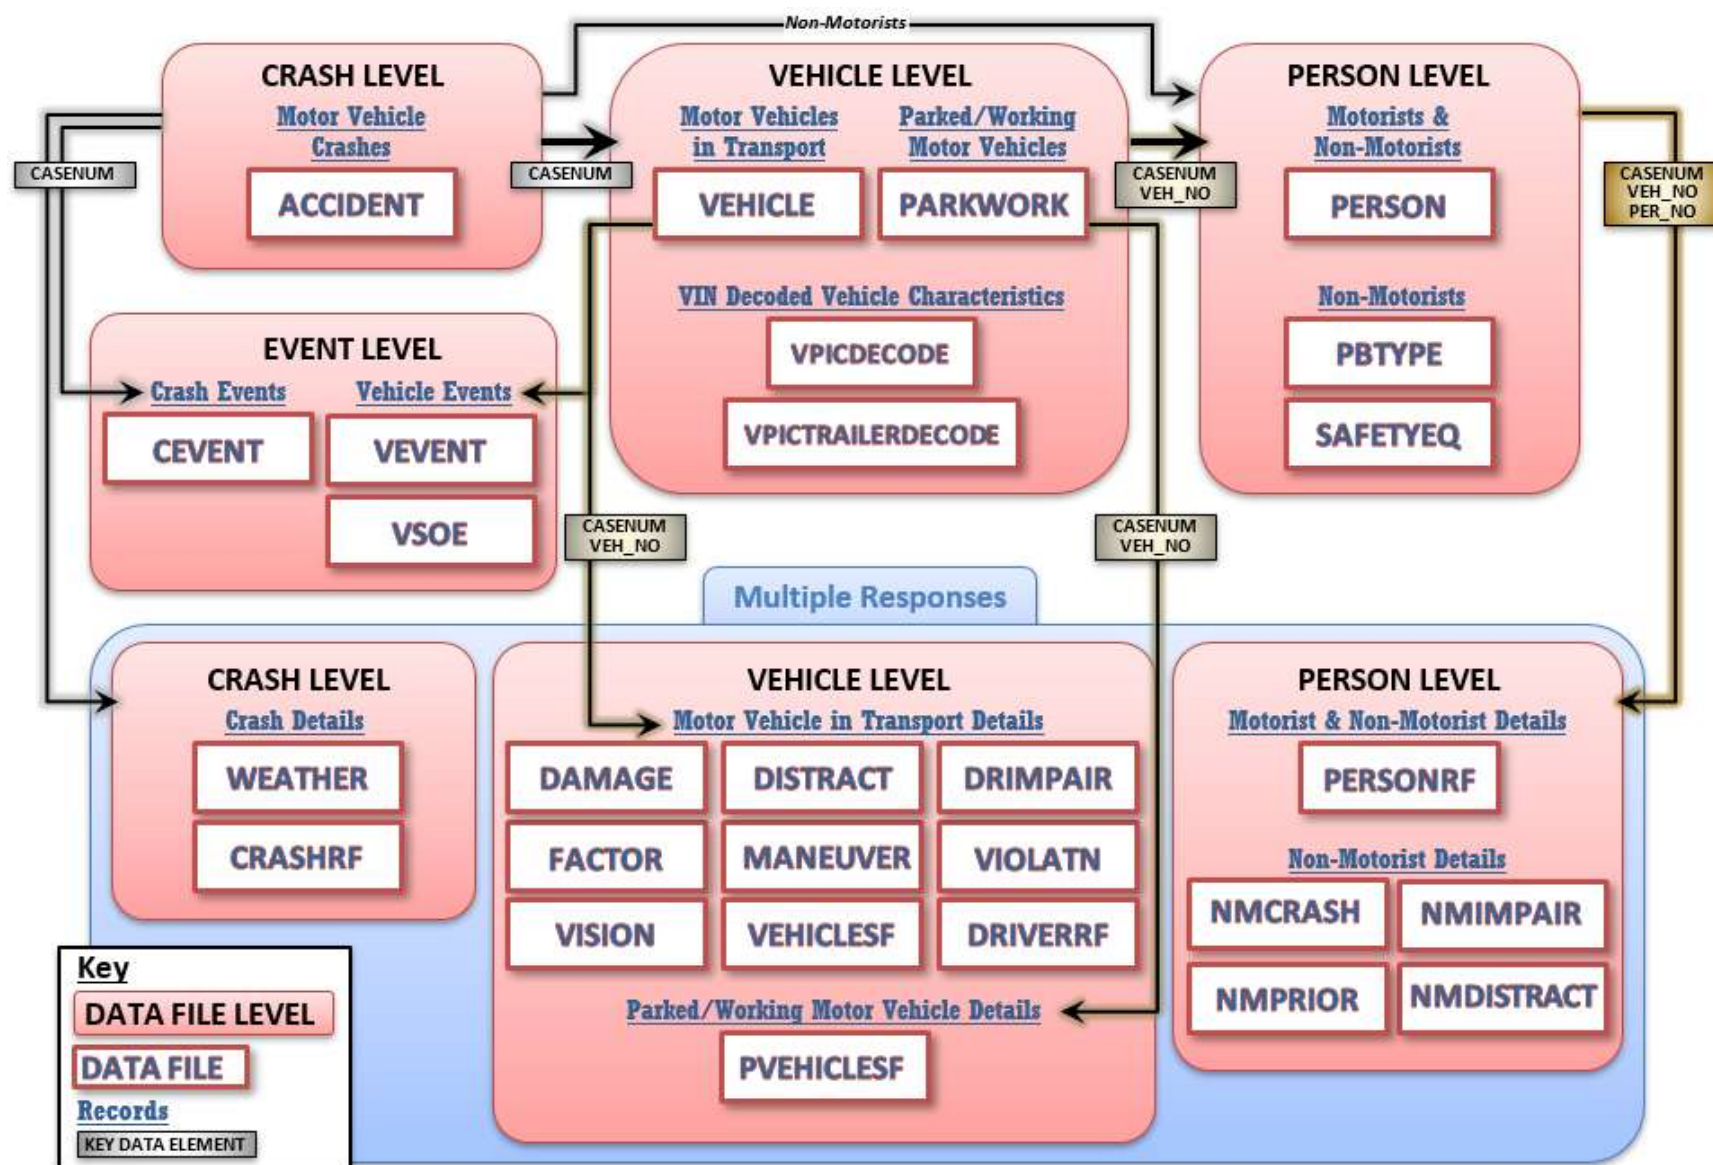 Non-Motorists
CRASH LEVEL
Motor Vehicle
Crashes
ACCIDENT
CASENUM
CASENUM
VEHICLE LEVEL
Motor Vehicles
in Transport
VEHICLE
Parked/Working
Motor Vehicles
PARKWORK
VIN Decoded Vehicle Characteristics
VPICDECODE
VPICTRAILERDECODE
CASENUM
VEH_NO
PERSON LEVEL
Motorists &
Non-Motorists
PERSON
Non-Motorists
PBTYPE
SAFETYEQ
CASENUM
VEH_NO
PER_NO
EVENT LEVEL
Crash Events
CEVENT
Vehicle Events
VEVENT
VSOE
CASENUM
VEH_NO
CASENUM
VEH_NO
Multiple Responses
CRASH LEVEL
Crash Details
WEATHER
CRASHRF
VEHICLE LEVEL
Motor Vehicle in Transport Details
DAMAGE
DISTRACT
DRIMPAIR
FACTOR
MANEUVER
VIOLATN
VISION
VEHICLESF
DRIVERRF
Parked/Working Motor Vehicle Details
PVEHICLESF
PERSON LEVEL
Motorist & Non-Motorist Details
PERSONRF
Non-Motorist Details
NMCRASH
NMIMPAIR
NMPRIOR
NMDISTRACT
Key
DATA FILE LEVEL
DATA FILE
Records
KEY DATA ELEMENT